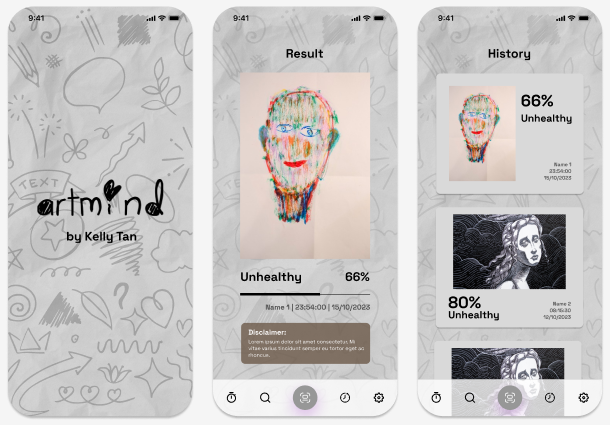 9:41
TEXT
artmind
by Kelly Tan
9:41
Result
Unhealthy 66%
Name 1 | 23:54:00 | 15/10/2023
Disclaimer:
Lorem ipsum dolor sit amet consectetur. Mi
vitae varius tincidunt semper eu tortor eget ac
rhoncus.
9:41
History
66%
Unhealthy
Name 1
23:54:00
15/10/2023
80%
Unhealthy
Name 2
08:15:30
12/10/2023